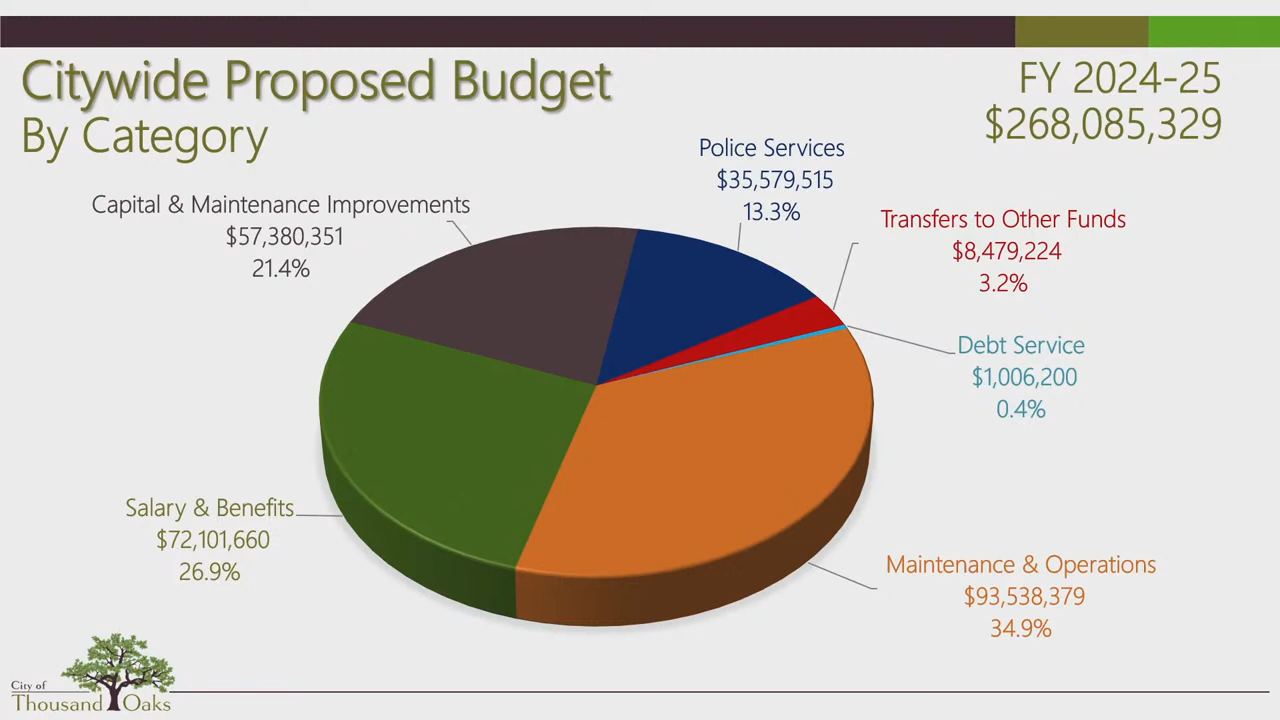 Citywide Proposed Budget
By Category
FY 2024-25
$268,085,329
Police Services
$35,579,515
13.3%
Capital & Maintenance Improvements
$57,380,351
21.4%
Transfers to Other Funds
$8,479,224
3.2%
Debt Service
$1,006,200
0.4%
Salary & Benefits
$72,101,660
26.9%
Maintenance & Operations
$93,538,379
34.9%
City of
Thousand Oaks